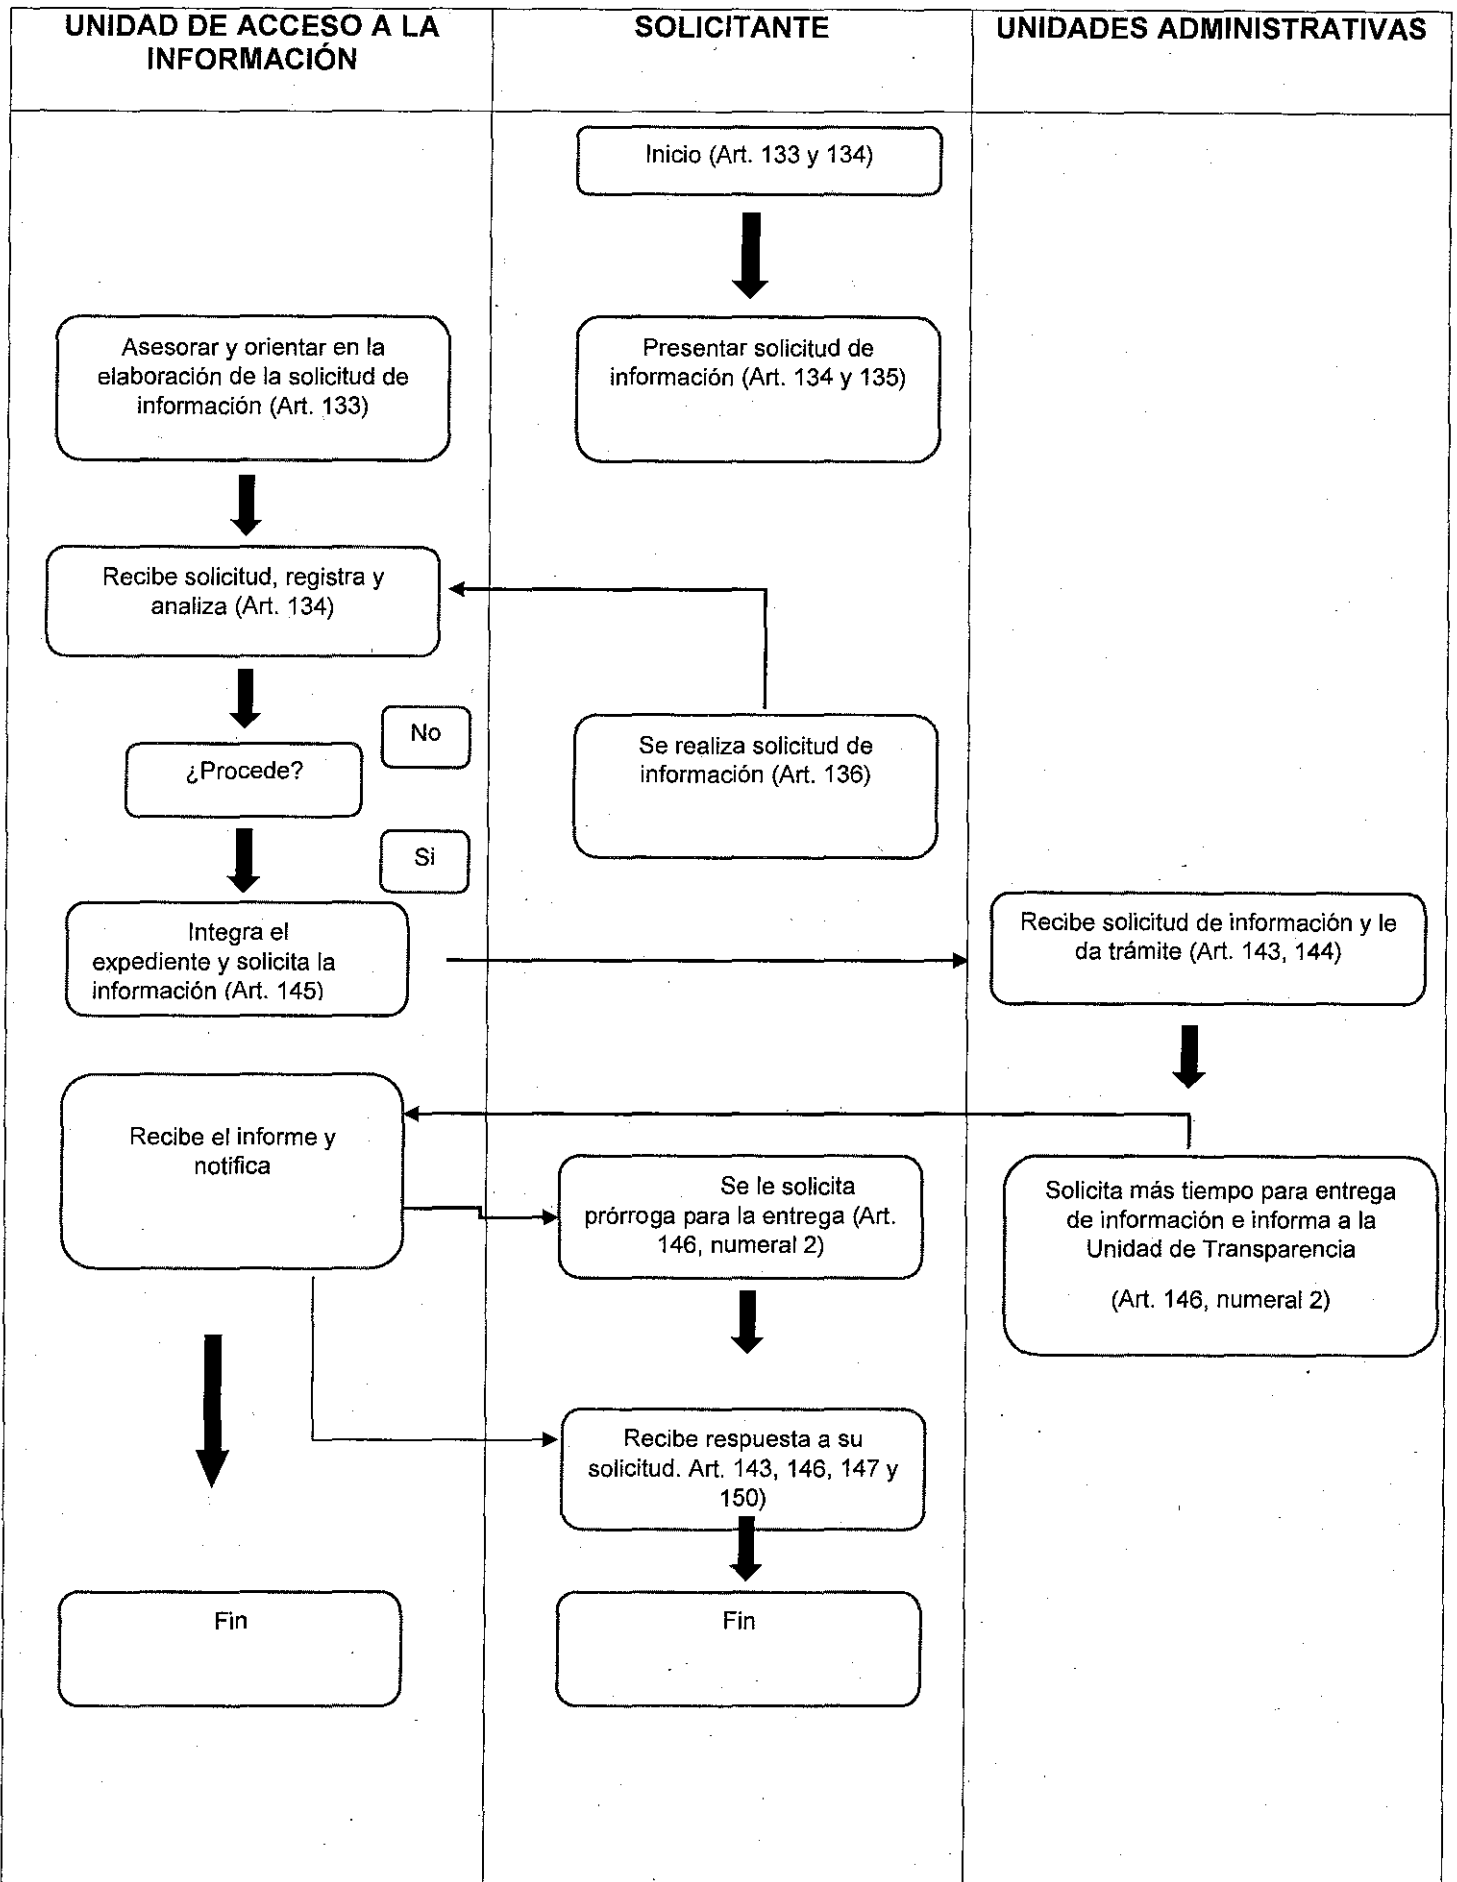 UNIDAD DE ACCESO A LA
INFORMACIÓN
SOLICITANTE
UNIDADES ADMINISTRATIVAS
Inicio (Art. 133 y 134)
Asesorar y orientar en la
elaboración de la solicitud de
información (Art. 133)
Presentar solicitud de
información (Art. 134 y 135)
Recibe solicitud, registra y
analiza (Art. 134)
No
¿Procede?
Se realiza solicitud de
información (Art. 136)
Si
Integra el
expediente y solicita la
información (Art. 145)
Recibe solicitud de información y le
da trámite (Art. 143, 144)
Recibe el informe y
notifica
Se le solicita
prórroga para la entrega (Art.
146, numeral 2)
Solicita más tiempo para entrega
de información e informa a la
Unidad de Transparencia
(Art. 146, numeral 2)
Recibe respuesta a su
solicitud. Art. 143, 146, 147 y
150)
Fin
Fin